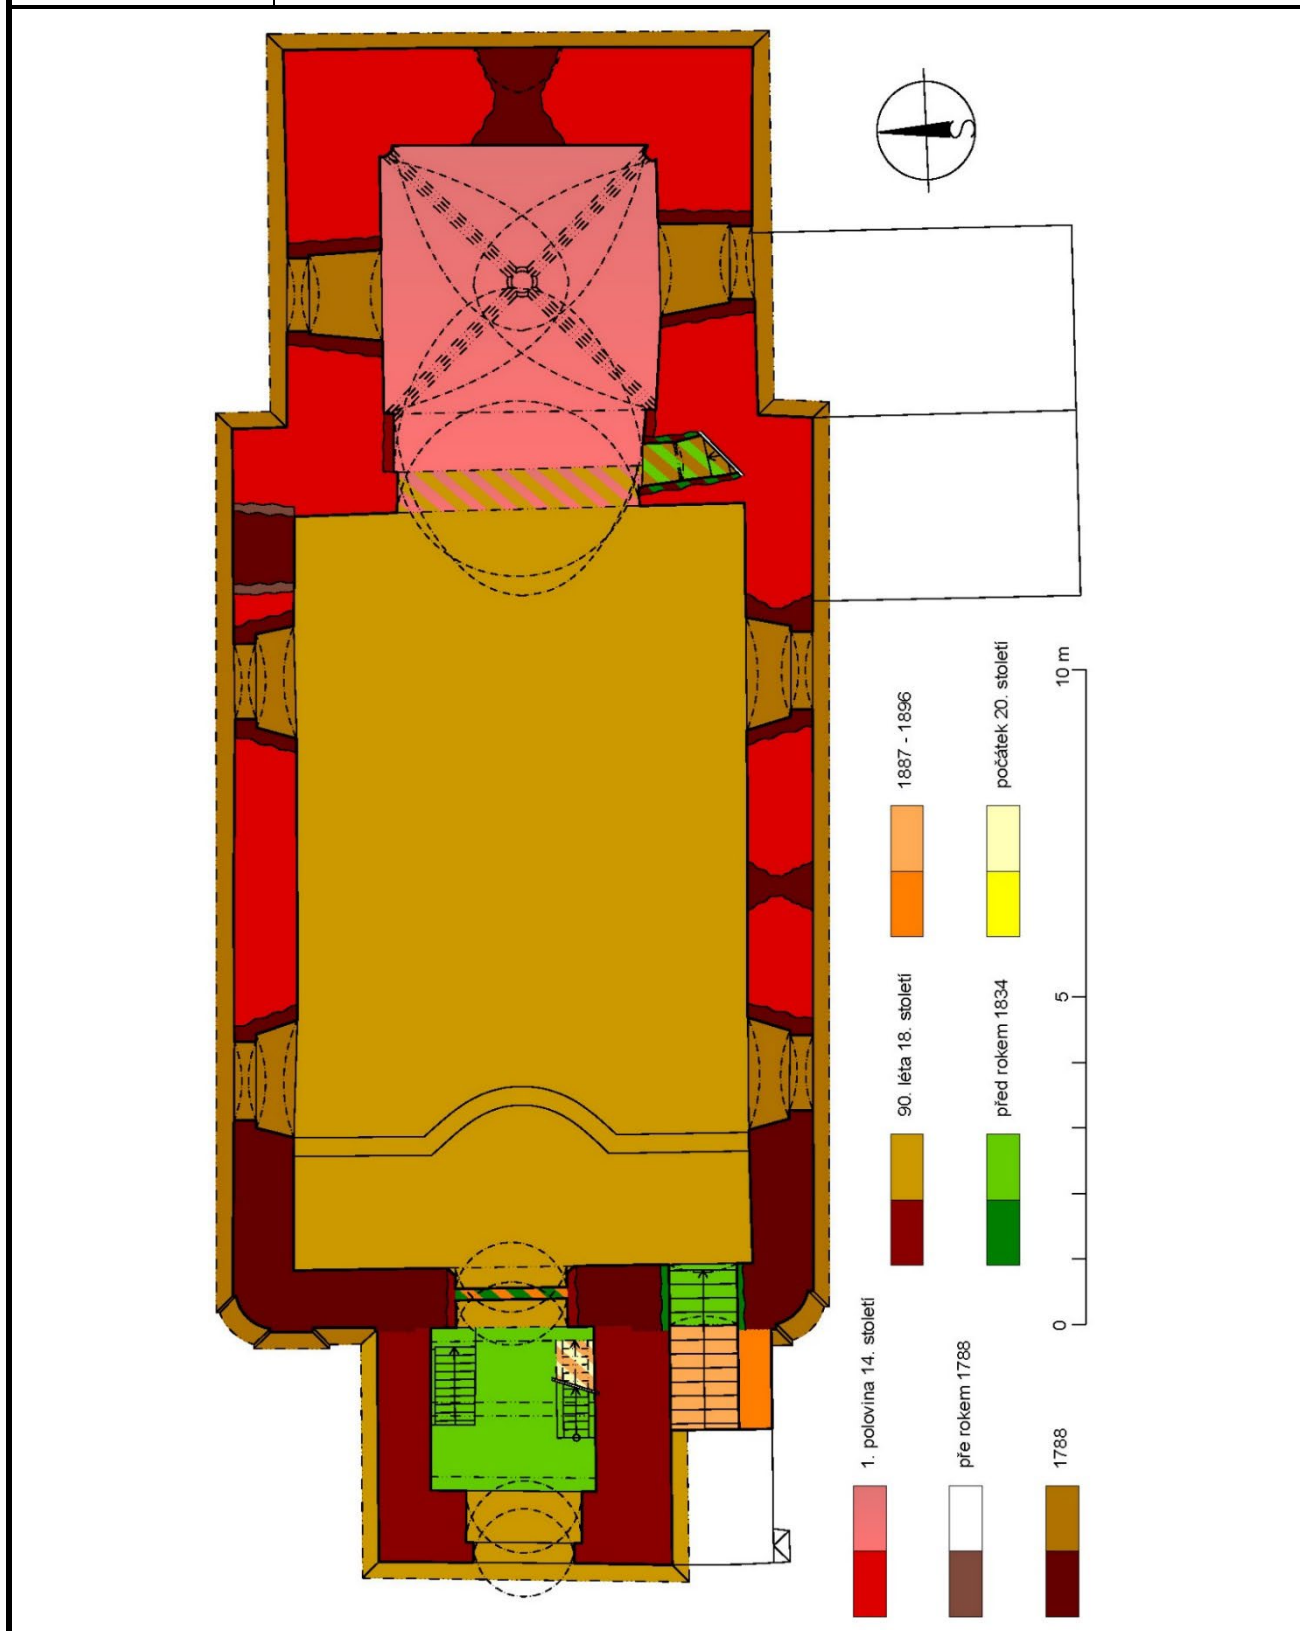 S
1. polovina 14. století
pře rokem 1788
1788
90. léta 18. století
před rokem 1834
1887 - 1896
počátek 20. století
0
5
10 m